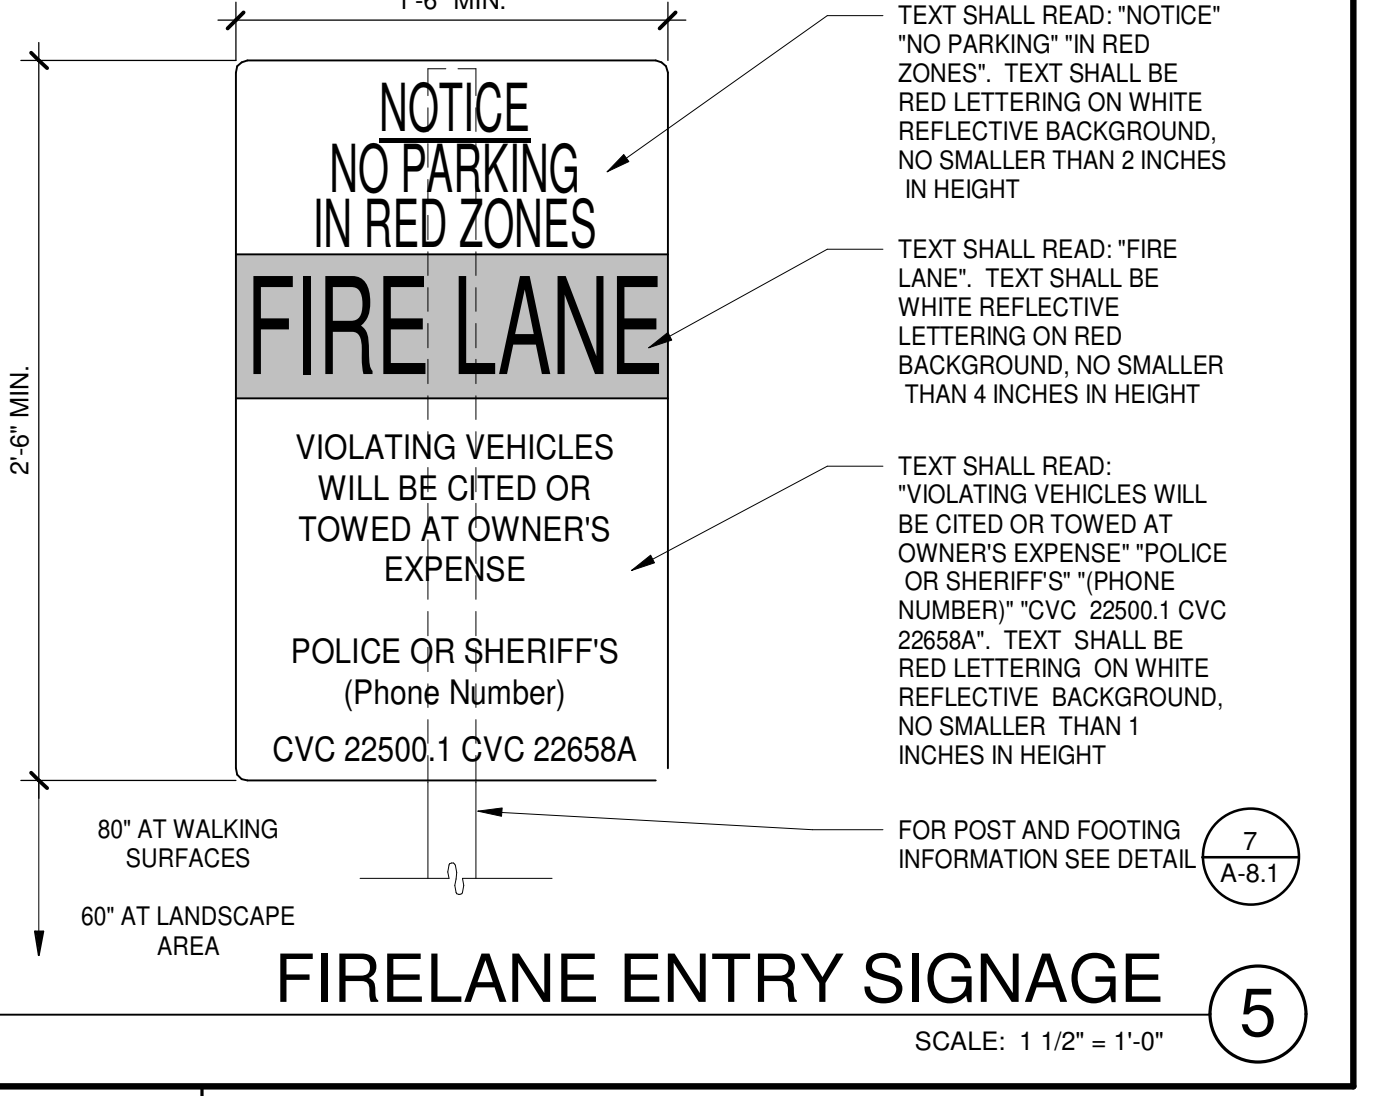 1'-6" MIN.
2'-6" MIN.
NOTICE
NO PARKING
IN RED ZONES
FIRE LANE
VIOLATING VEHICLES
WILL BE CITED OR
TOWED AT OWNER'S
EXPENSE
POLICE OR SHERIFF'S
(Phone Number)
CVC 22500.1 CVC 22658A
TEXT SHALL READ: "NOTICE"
"NO PARKING" "IN RED
ZONES". TEXT SHALL BE
RED LETTERING ON WHITE
REFLECTIVE BACKGROUND,
NO SMALLER THAN 2 INCHES
IN HEIGHT
TEXT SHALL READ: "FIRE
LANE". TEXT SHALL BE
WHITE REFLECTIVE
LETTERING ON RED
BACKGROUND, NO SMALLER
THAN 4 INCHES IN HEIGHT
TEXT SHALL READ:
"VIOLATING VEHICLES WILL
BE CITED OR TOWED AT
OWNER'S EXPENSE" "POLICE
OR SHERIFF'S" "(PHONE
NUMBER)" "CVC 22500.1 CVC
22658A". TEXT SHALL BE
RED LETTERING ON WHITE
REFLECTIVE BACKGROUND,
NO SMALLER THAN 1
INCHES IN HEIGHT
FOR POST AND FOOTING
INFORMATION SEE DETAIL
7
A-8.1
80" AT WALKING
SURFACES
60" AT LANDSCAPE
AREA
FIRELANE ENTRY SIGNAGE
5
SCALE: 1 1/2" = 1'-0"